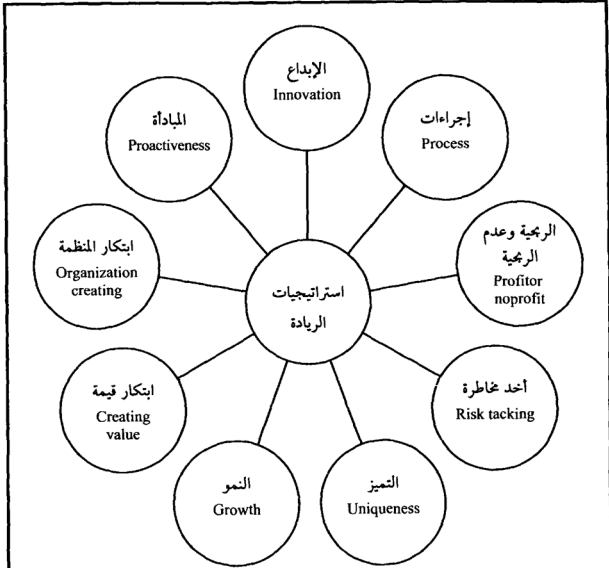 الإبداع
Innovation
إجراءات
Process
الربحية وعدم
الربحية
Profitor
noprofit
أخد مخاطرة
Risk tacking
التميز
Uniqueness
النمو
Growth
ابتكار قيمة
Creating
value
ابتكار المنظمة
Organization
creating
المبادأة
Proactiveness
استراتيجيات
الريادة